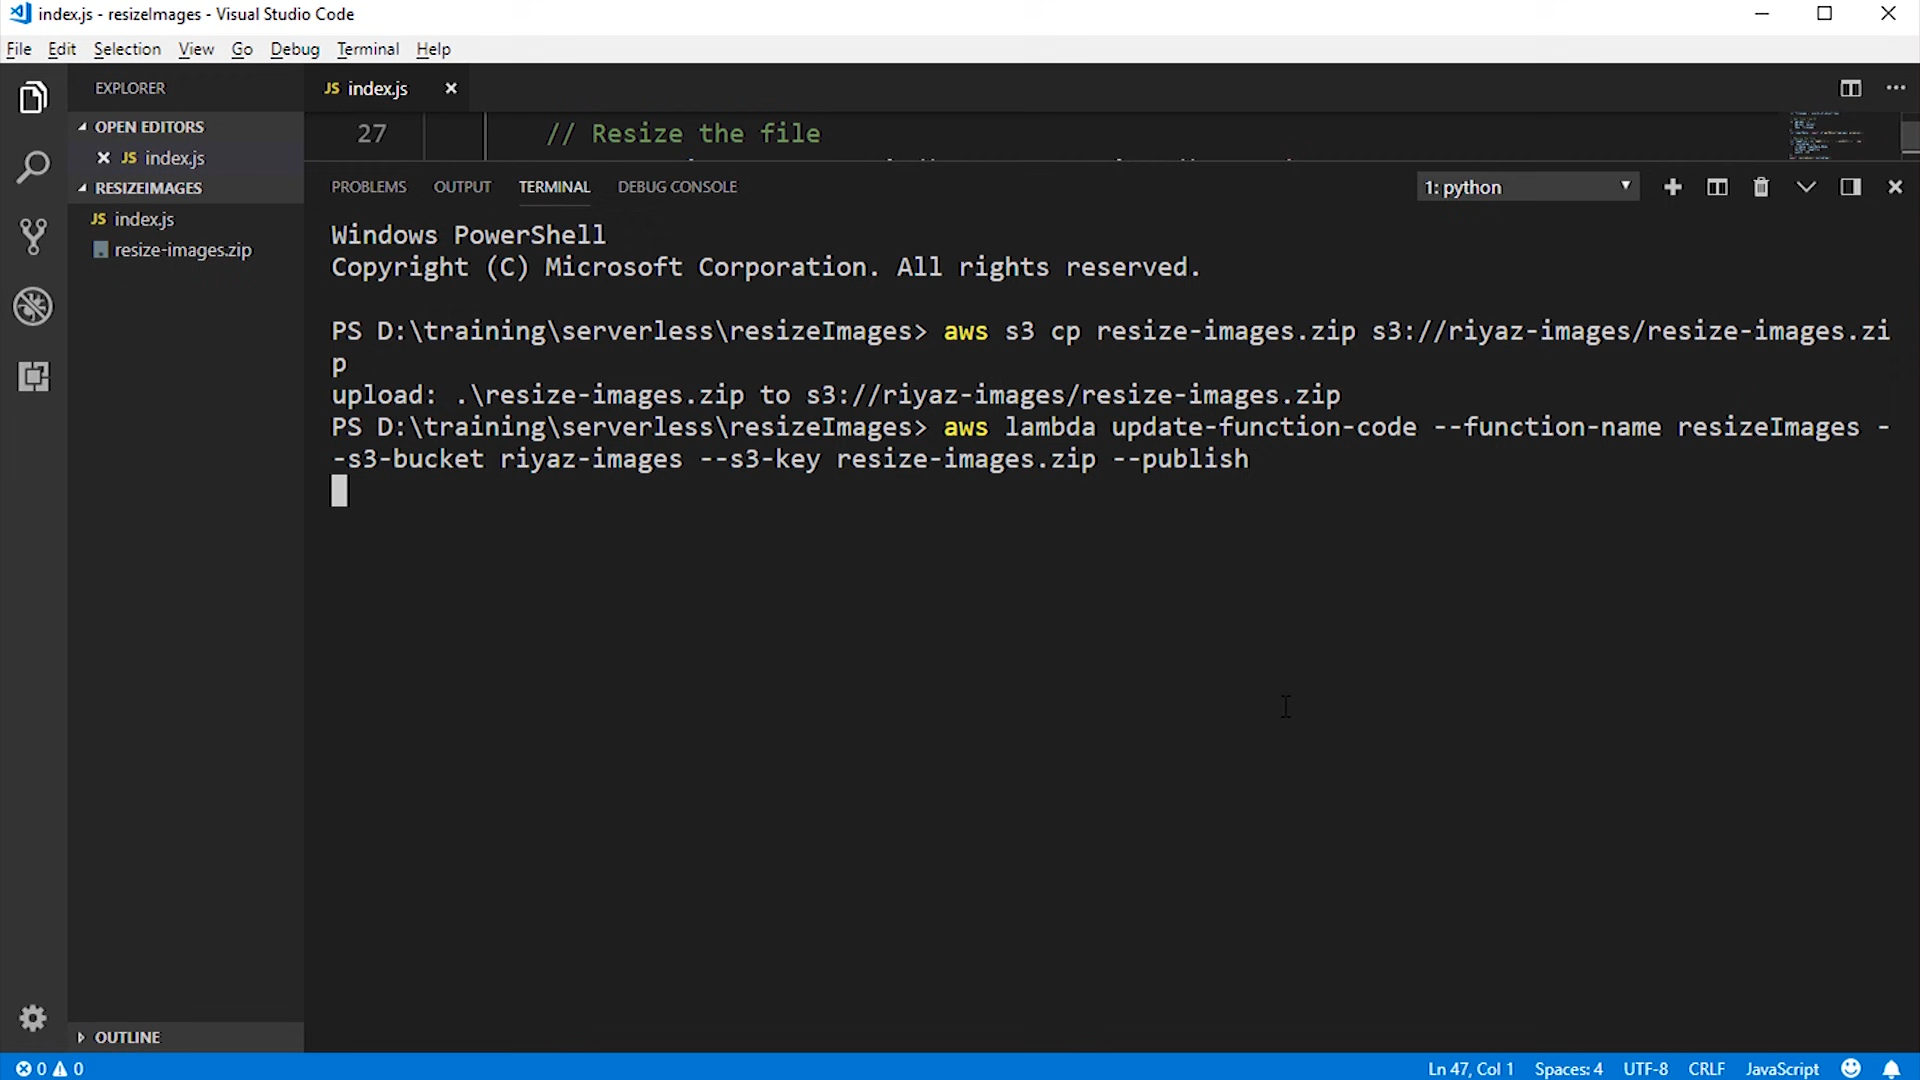 index.js - resizeImages - Visual Studio Code
File Edit Selection View Go Debug Terminal Help
EXPLORER
JS index.js
OPEN EDITORS
JS index.js
RESIZEIMAGES
JS index.js
resize-images.zip
27 // Resize the file
PROBLEMS OUTPUT TERMINAL DEBUG CONSOLE
1: python
Windows PowerShell
Copyright (C) Microsoft Corporation. All rights reserved.
PS D:\training\serverless\resizeImages> aws s3 cp resize-images.zip s3://riyaz-images/resize-images.zi
p
upload: .\resize-images.zip to s3://riyaz-images/resize-images.zip
PS D:\training\serverless\resizeImages> aws lambda update-function-code --function-name resizeImages -
-s3-bucket riyaz-images --s3-key resize-images.zip --publish
OUTLINE
0 0
Ln 47, Col 1 Spaces: 4 UTF-8 CRLF JavaScript